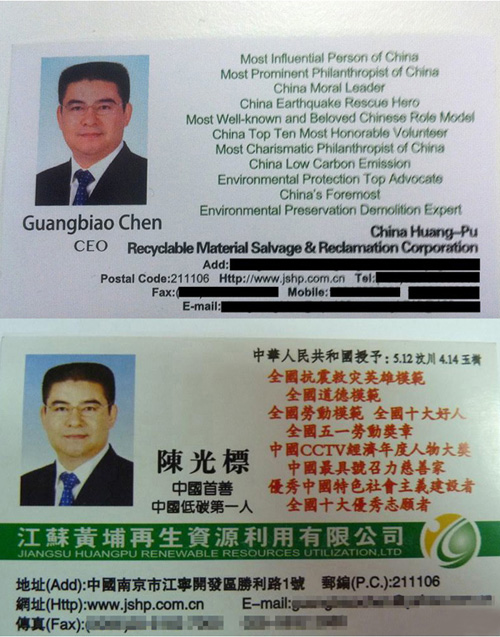 Most Influential Person of China
Most Prominent Philanthropist of China
China Moral Leader
China Earthquake Rescue Hero
Most Well-known and Beloved Chinese Role Model
China Top Ten Most Honorable Volunteer
Most Charismatic Philanthropist of China
China Low Carbon Emission
Environmental Protection Top Advocate
China's Foremost
Environmental Preservation Demolition Expert
Guangbiao Chen
CEO
China Huang-Pu
Recyclable Material Salvage & Reclamation Corporation
Add:
Postal Code:211106 Http://www.jshp.com.cn Tel:
Fax: Mobile:
E-mail:
中華人民共和國授予：5.12 汶川 4.14 玉樹
全國抗震救災英雄模範
全國道德模範
全國勞動模範 全國十大好人
全國五一勞動奬章
中國CCTV經濟年度人物大奬
中國最具號召力慈善家
優秀中國特色社會主義建設者
全國十大優秀志願者
陳光標
中國首善
中國低碳第一人
江蘇黃埔再生資源利用有限公司
JIANGSU HUANGPU RENEWABLE RESOURCES UTILIZATION.,LTD
地址(Add):中國南京市江寧開發區勝利路1號 郵編(P.C.):211106
網址(Http):www.jshp.com.cn E-mail:
傳真(Fax):